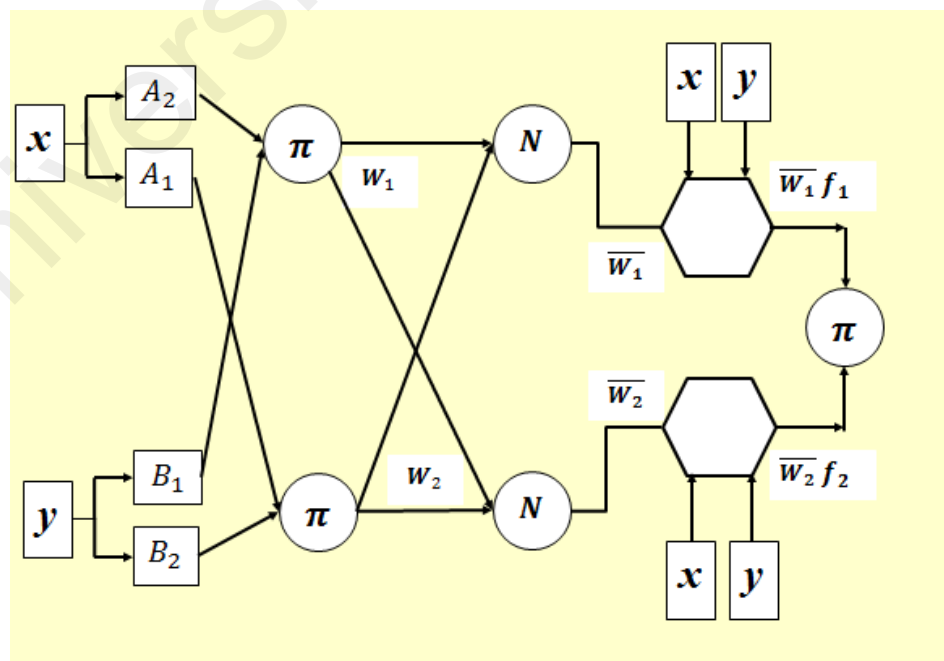 x
A₂
A₁
π
W₁
N
x y
W̅₁
W̅₁ f₁
π
y
B₁
B₂
π
W₂
N
W̅₂
W̅₂ f₂
x y